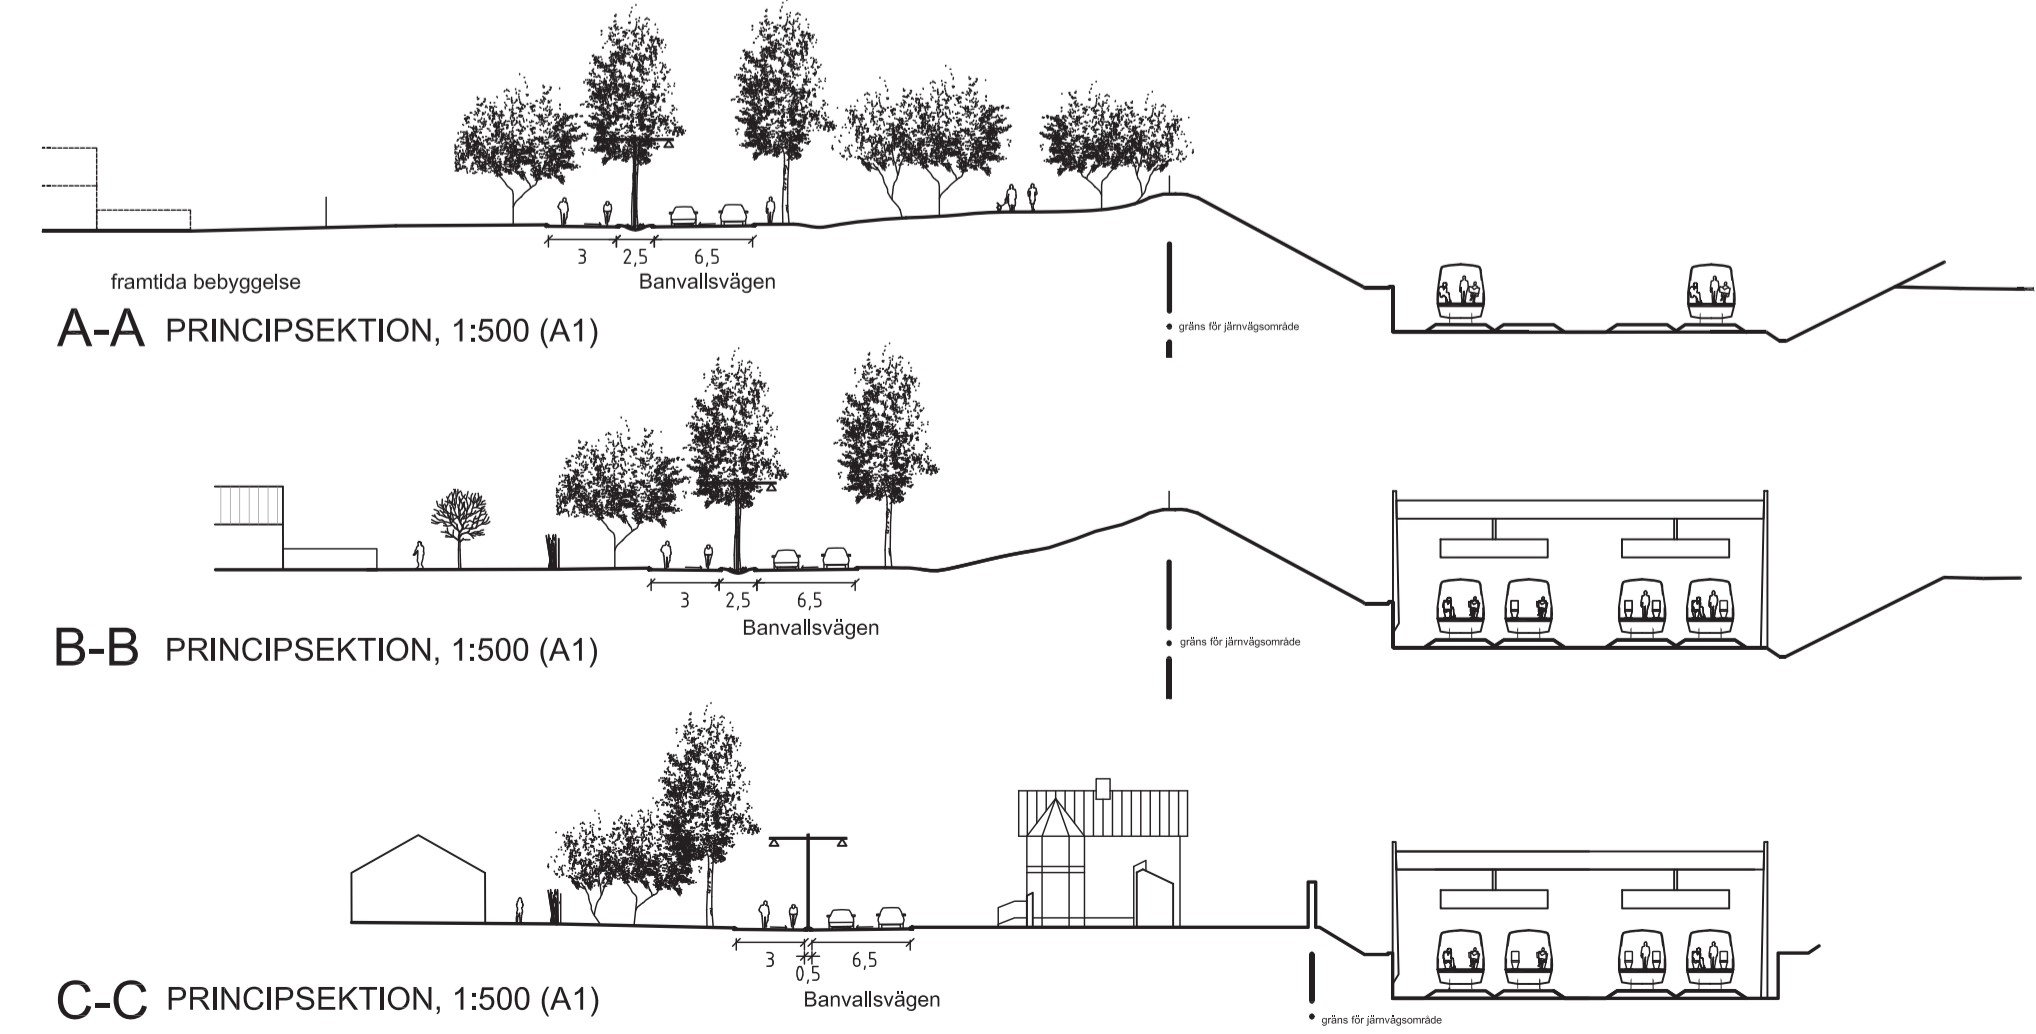 3 2,5 6,5
framtida bebyggelse
Banvallsvägen
gräns för järnvägsområde
A-A PRINCIPSEKTION, 1:500 (A1)
3 2,5 6,5
Banvallsvägen
gräns för järnvägsområde
B-B PRINCIPSEKTION, 1:500 (A1)
3 0,5 6,5
Banvallsvägen
C-C PRINCIPSEKTION, 1:500 (A1)
gräns för järnvägsområde